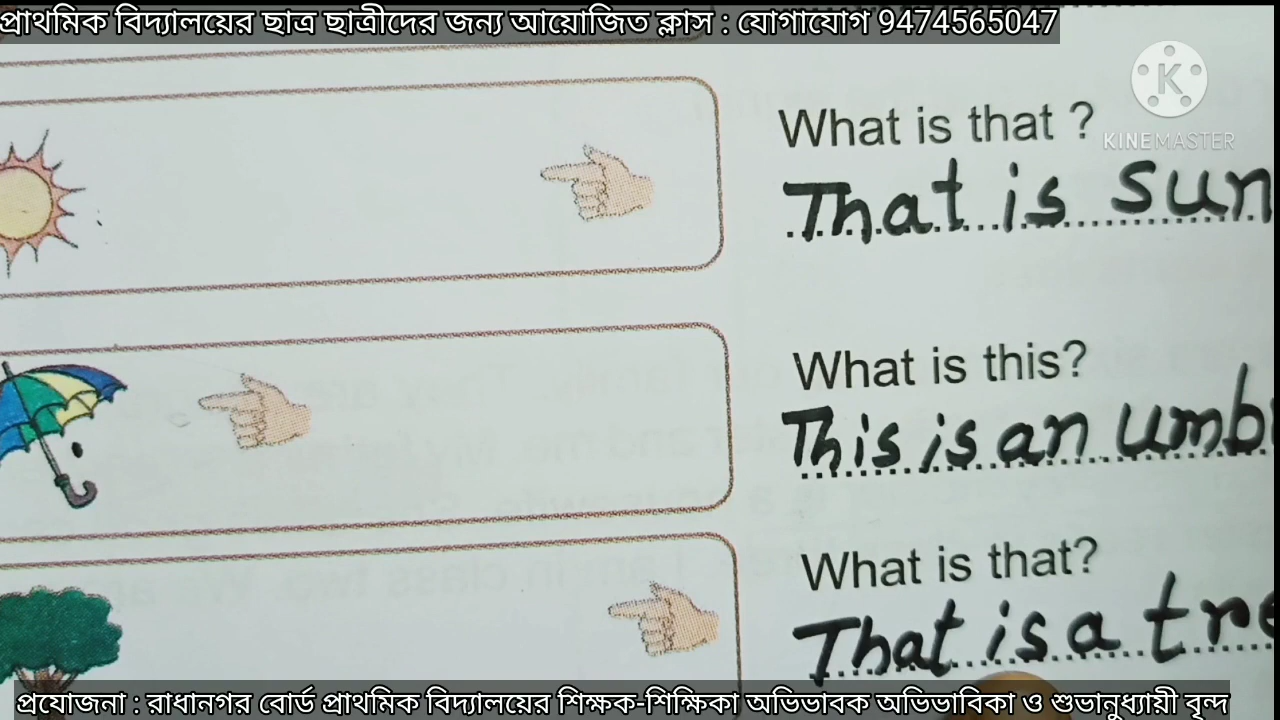 প্রাথমিক বিদ্যালয়ের ছাত্র ছাত্রীদের জন্য আয়োজিত ক্লাস : যোগাযোগ 9474565047
K
KINEMASTER
What is that ?
That is sun
What is this?
This is an umb
What is that?
That is a tre
প্রযোজনা : রাধানগর বোর্ড প্রাথমিক বিদ্যালয়ের শিক্ষক-শিক্ষিকা অভিভাবক অভিভাবিকা ও শুভানুধ্যায়ী বৃন্দ